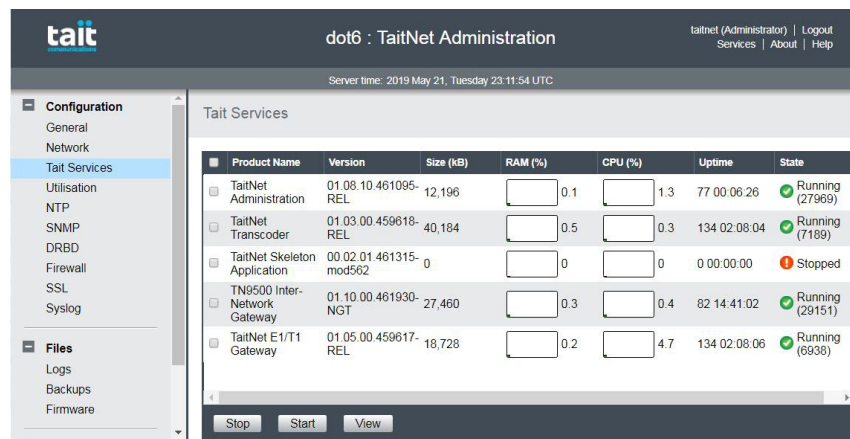 tait
communications
dot6 : TaitNet Administration
taitnet (Administrator) | Logout
Services | About | Help
Server time: 2019 May 21, Tuesday 23:11:54 UTC
Configuration
General
Network
Tait Services
Utilisation
NTP
SNMP
DRBD
Firewall
SSL
Syslog
Files
Logs
Backups
Firmware
Tait Services
Product Name Version Size (kB) RAM (%) CPU (%) Uptime State
TaitNet Administration 01.08.10.461095-REL 12,196 0.1 1.3 77 00:06:26 Running (27969)
TaitNet Transcoder 01.03.00.459618-REL 40,184 0.5 0.3 134 02:08:04 Running (7189)
TaitNet Skeleton Application 00.02.01.461315-mod562 0 0 0 0 00:00:00 Stopped
TN9500 Inter-Network Gateway 01.10.00.461930-NGT 27,460 0.3 0.4 82 14:41:02 Running (29151)
TaitNet E1/T1 Gateway 01.05.00.459617-REL 18,728 0.2 4.7 134 02:08:06 Running (6938)
Stop Start View